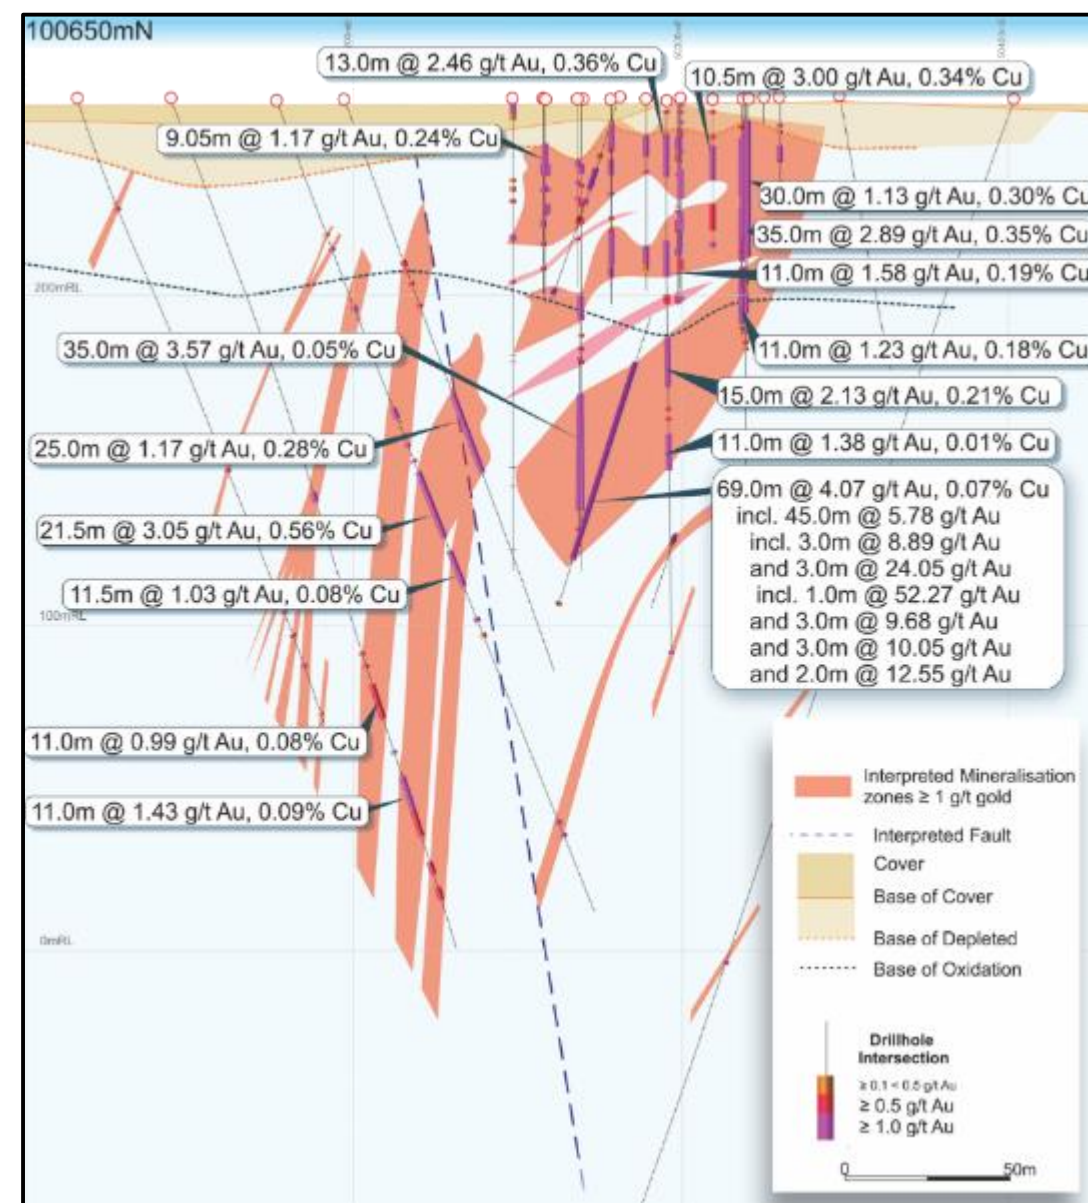 100650mN
13.0m @ 2.46 g/t Au, 0.36% Cu
10.5m @ 3.00 g/t Au, 0.34% Cu
9.05m @ 1.17 g/t Au, 0.24% Cu
30.0m @ 1.13 g/t Au, 0.30% Cu
35.0m @ 2.89 g/t Au, 0.35% Cu
11.0m @ 1.58 g/t Au, 0.19% Cu
200mRL
35.0m @ 3.57 g/t Au, 0.05% Cu
11.0m @ 1.23 g/t Au, 0.18% Cu
15.0m @ 2.13 g/t Au, 0.21% Cu
25.0m @ 1.17 g/t Au, 0.28% Cu
11.0m @ 1.38 g/t Au, 0.01% Cu
69.0m @ 4.07 g/t Au, 0.07% Cu
incl. 45.0m @ 5.78 g/t Au
incl. 3.0m @ 8.89 g/t Au
and 3.0m @ 24.05 g/t Au
incl. 1.0m @ 52.27 g/t Au
and 3.0m @ 9.68 g/t Au
and 3.0m @ 10.05 g/t Au
and 2.0m @ 12.55 g/t Au
21.5m @ 3.05 g/t Au, 0.56% Cu
11.5m @ 1.03 g/t Au, 0.08% Cu
100mRL
11.0m @ 0.99 g/t Au, 0.08% Cu
11.0m @ 1.43 g/t Au, 0.09% Cu
0mRL
Interpreted Mineralisation
zones ≥ 1 g/t gold
Interpreted Fault
Cover
Base of Cover
Base of Depleted
Base of Oxidation
Drillhole
Intersection
≥ 0.1 < 0.5 g/t Au
≥ 0.5 g/t Au
≥ 1.0 g/t Au
0 50m